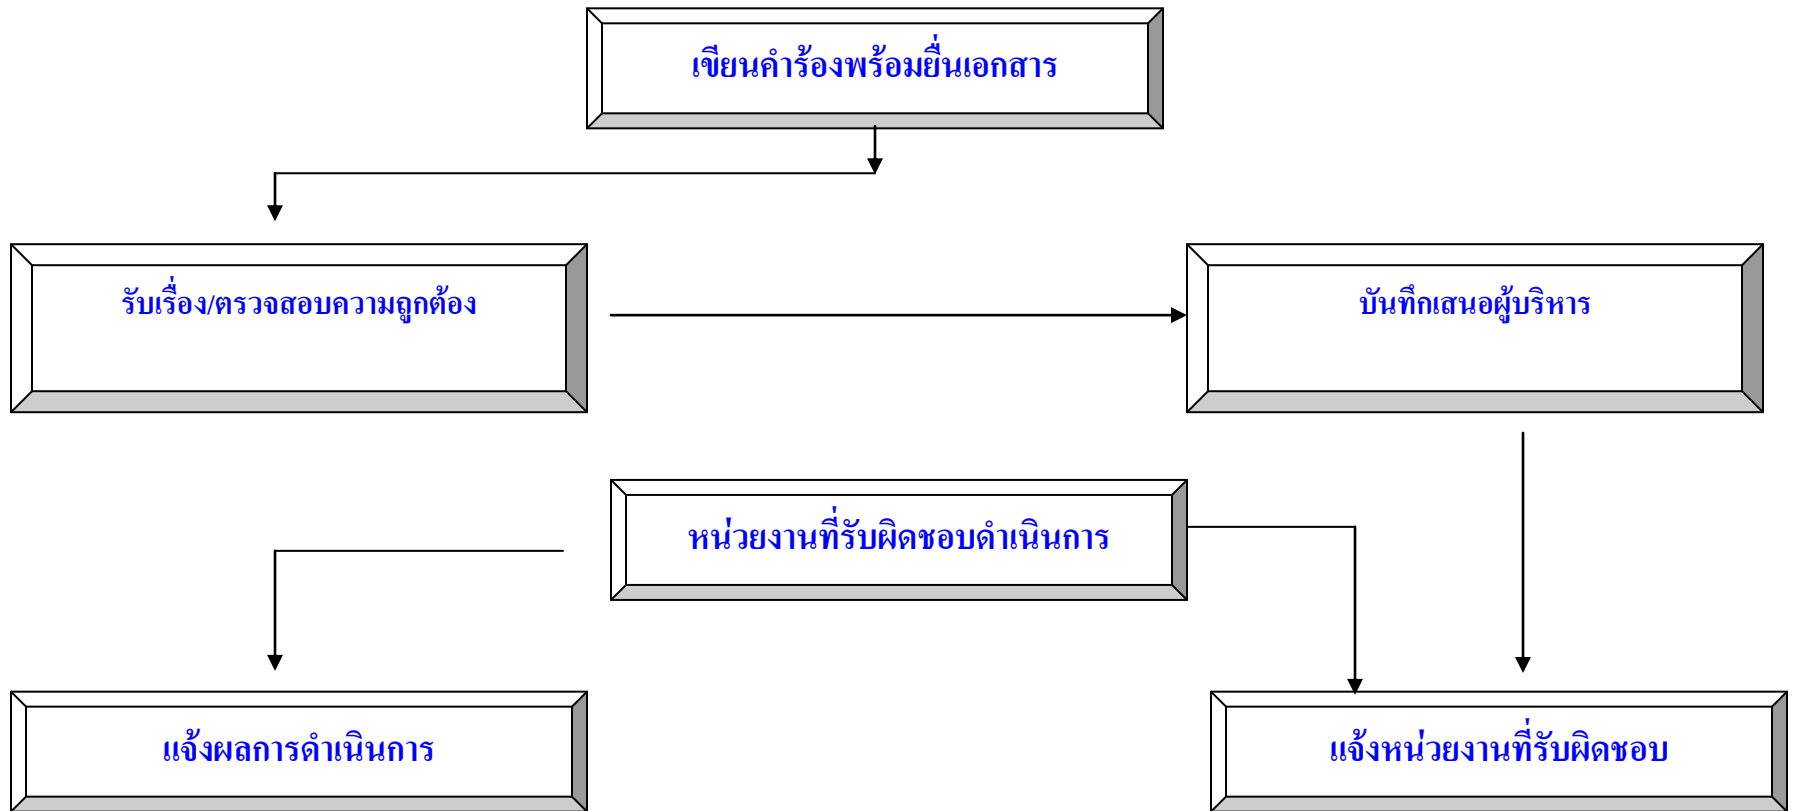 เขียนคำร้องพร้อมยื่นเอกสาร
รับเรื่อง/ตรวจสอบความถูกต้อง
บันทึกเสนอผู้บริหาร
หน่วยงานที่รับผิดชอบดำเนินการ
แจ้งผลการดำเนินการ
แจ้งหน่วยงานที่รับผิดชอบ